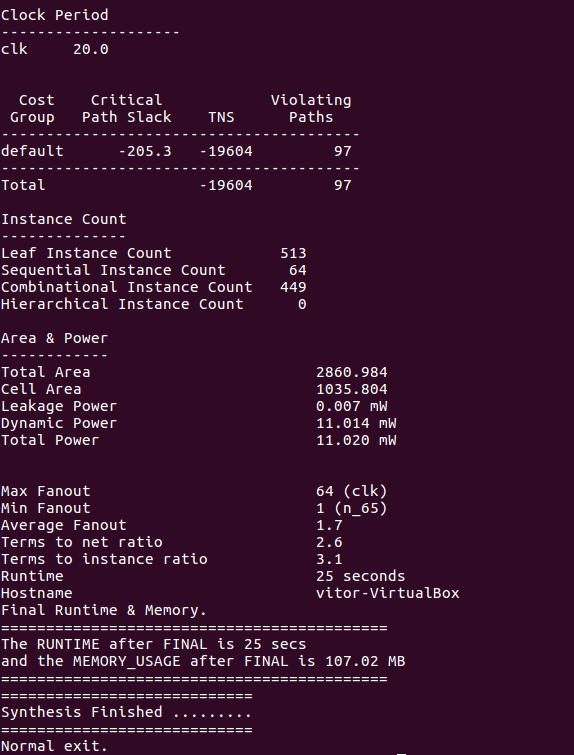 Clock Period
--------------------
clk     20.0
  Cost    Critical            Violating
 Group   Path Slack    TNS      Paths
----------------------------------------
default      -205.3   -19604         97
----------------------------------------
Total                 -19604         97
Instance Count
--------------
Leaf Instance Count            513
Sequential Instance Count       64
Combinational Instance Count   449
Hierarchical Instance Count      0
Area & Power
------------
Total Area                         2860.984
Cell Area                          1035.804
Leakage Power                      0.007 mW
Dynamic Power                      11.014 mW
Total Power                        11.020 mW
Max Fanout                         64 (clk)
Min Fanout                         1 (n_65)
Average Fanout                     1.7
Terms to net ratio                 2.6
Terms to instance ratio            3.1
Runtime                            25 seconds
Hostname                           vitor-VirtualBox
Final Runtime & Memory.
===========================================
The RUNTIME after FINAL is 25 secs
and the MEMORY_USAGE after FINAL is 107.02 MB
===========================================
============================
Synthesis Finished .........
============================
Normal exit.